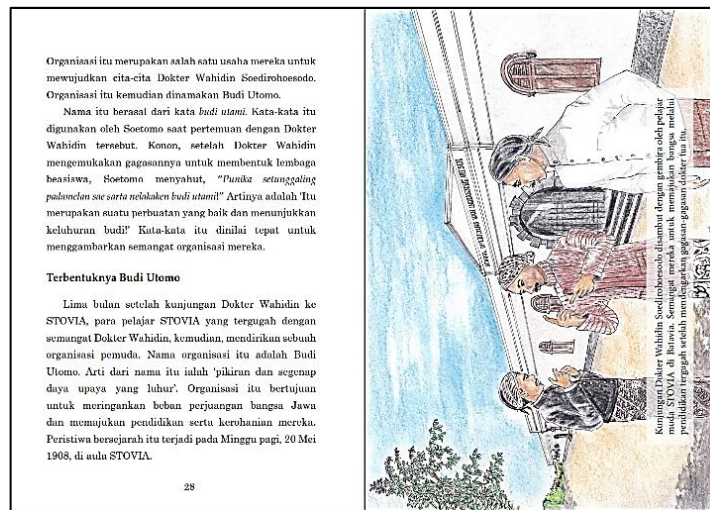 Organisasi itu merupakan salah satu usaha mereka untuk
mewujudkan cita-cita Dokter Wahidin Soedirohoesodo.
Organisasi itu kemudian dinamakan Budi Utomo.
Nama itu berasal dari kata budi utami. Kata-kata itu
digunakan oleh Soetomo saat pertemuan dengan Dokter
Wahidin tersebut. Konon, setelah Dokter Wahidin
mengemukakan gagasannya untuk membentuk lembaga
beasiswa, Soetomo menyahut, "Punika setunggaling
padamelan sae sarta nelakaken budi utami!" Artinya adalah 'Itu
merupakan suatu perbuatan yang baik dan menunjukkan
keluhuran budi!' Kata-kata itu dinilai tepat untuk
menggambarkan semangat organisasi mereka.
Terbentuknya Budi Utomo
Lima bulan setelah kunjungan Dokter Wahidin ke
STOVIA, para pelajar STOVIA yang tergugah dengan
semangat Dokter Wahidin, kemudian, mendirikan sebuah
organisasi pemuda. Nama organisasi itu adalah Budi
Utomo. Arti dari nama itu ialah 'pikiran dan segenap
daya upaya yang luhur'. Organisasi itu bertujuan
untuk meringankan beban perjuangan bangsa Jawa
dan memajukan pendidikan serta kerohanian mereka.
Peristiwa bersejarah itu terjadi pada Minggu pagi, 20 Mei
1908, di aula STOVIA.
28
Kunjungan Dokter Wahidin Soedirohoesodo disambut dengan gembira oleh pelajar
muda STOVIA di Batavia. Semangat mereka untuk memajukan bangsa melalui
pendidikan tergugah setelah mendengarkan gagasan-gagasan dokter tua itu.